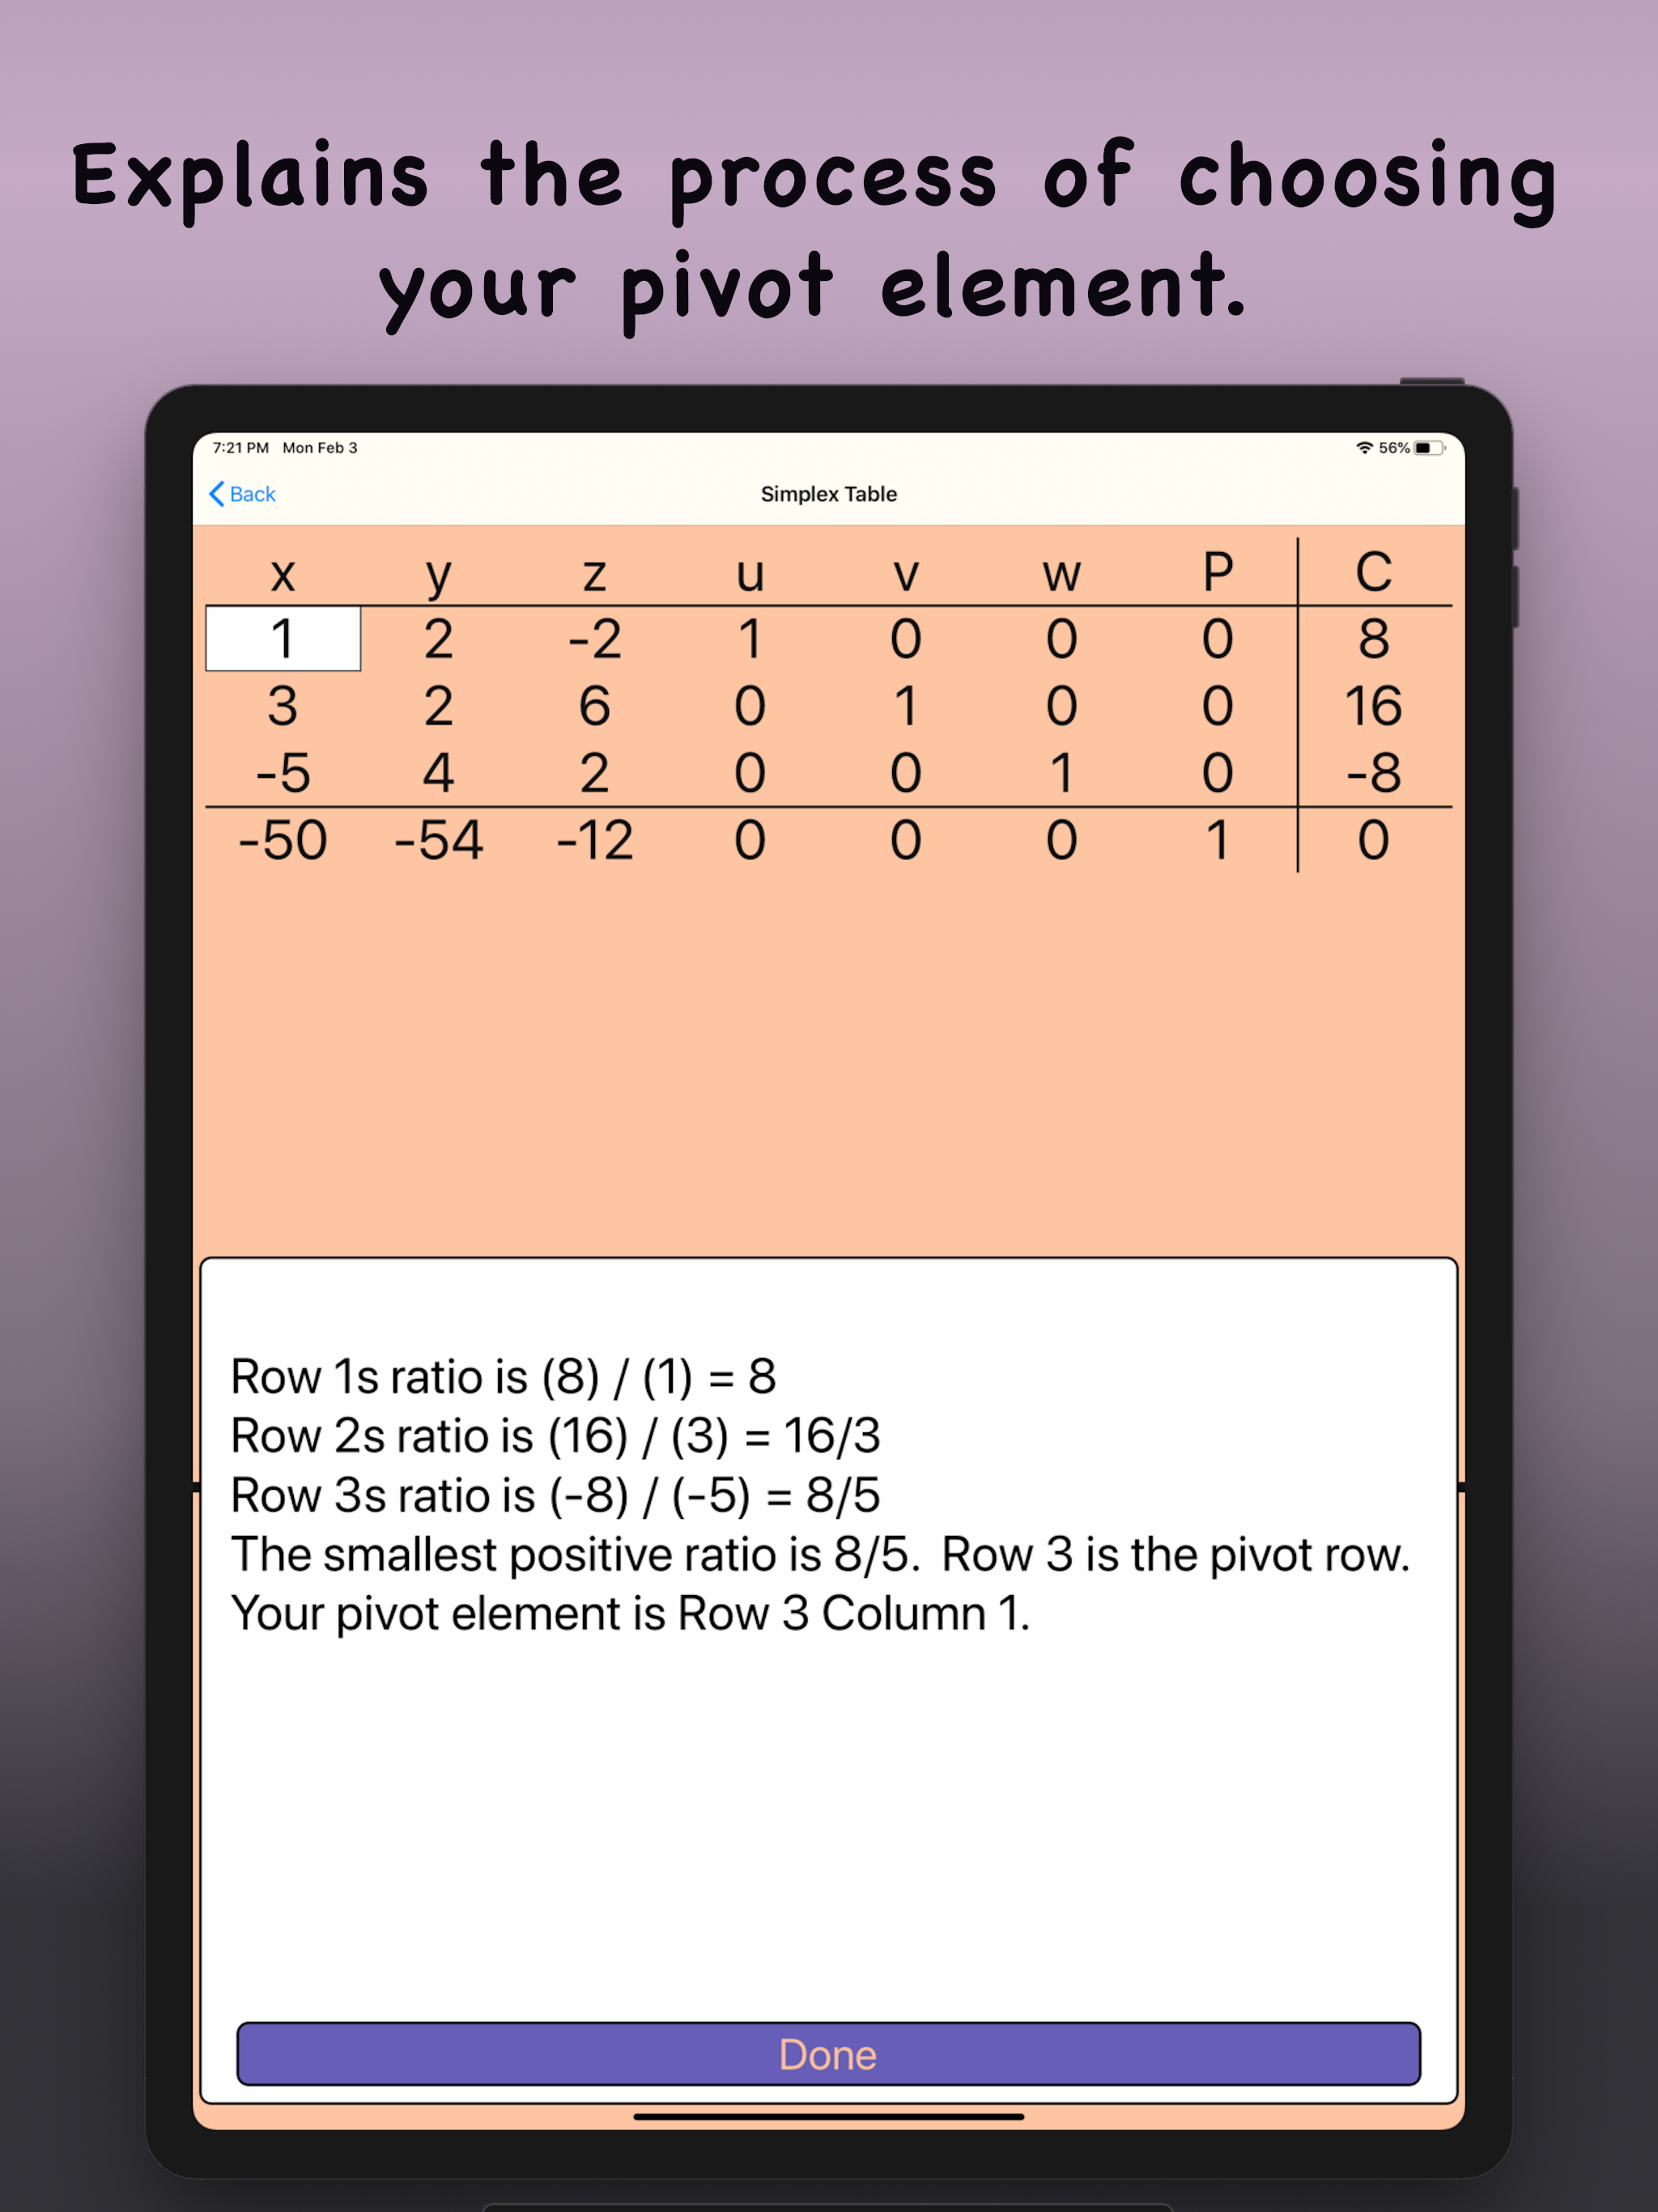 Explains the process of choosing
your pivot element.
7:21 PM Mon Feb 3 56%
Back Simplex Table
x y z u v w P C
1 2 -2 1 0 0 0 8
3 2 6 0 1 0 0 16
-5 4 2 0 0 1 0 -8
-50 -54 -12 0 0 0 1 0
Row 1s ratio is (8) / (1) = 8
Row 2s ratio is (16) / (3) = 16/3
Row 3s ratio is (-8) / (-5) = 8/5
The smallest positive ratio is 8/5. Row 3 is the pivot row.
Your pivot element is Row 3 Column 1.
Done